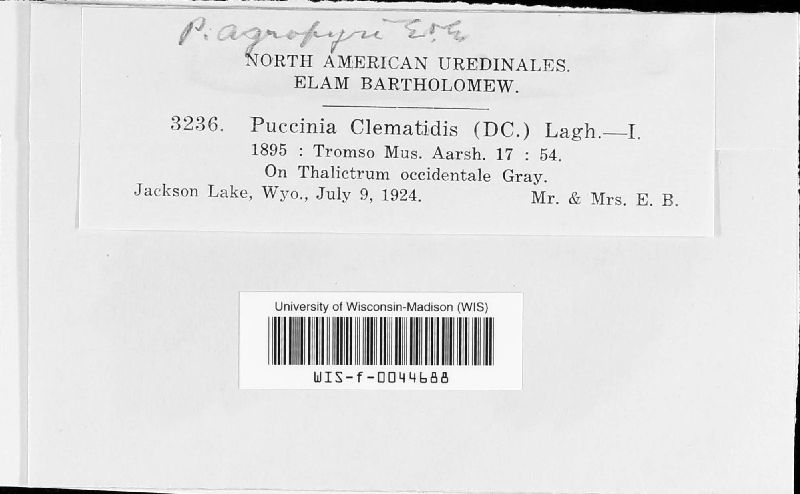 P. agropyri E. & E.
NORTH AMERICAN UREDINALES.
ELAM BARTHOLOMEW.
3236. Puccinia Clematidis (DC.) Lagh.—I.
1895 : Tromso Mus. Aarsh. 17 : 54.
On Thalictrum occidentale Gray.
Jackson Lake, Wyo., July 9, 1924. Mr. & Mrs. E. B.
University of Wisconsin-Madison (WIS)
WIS-f-0044688